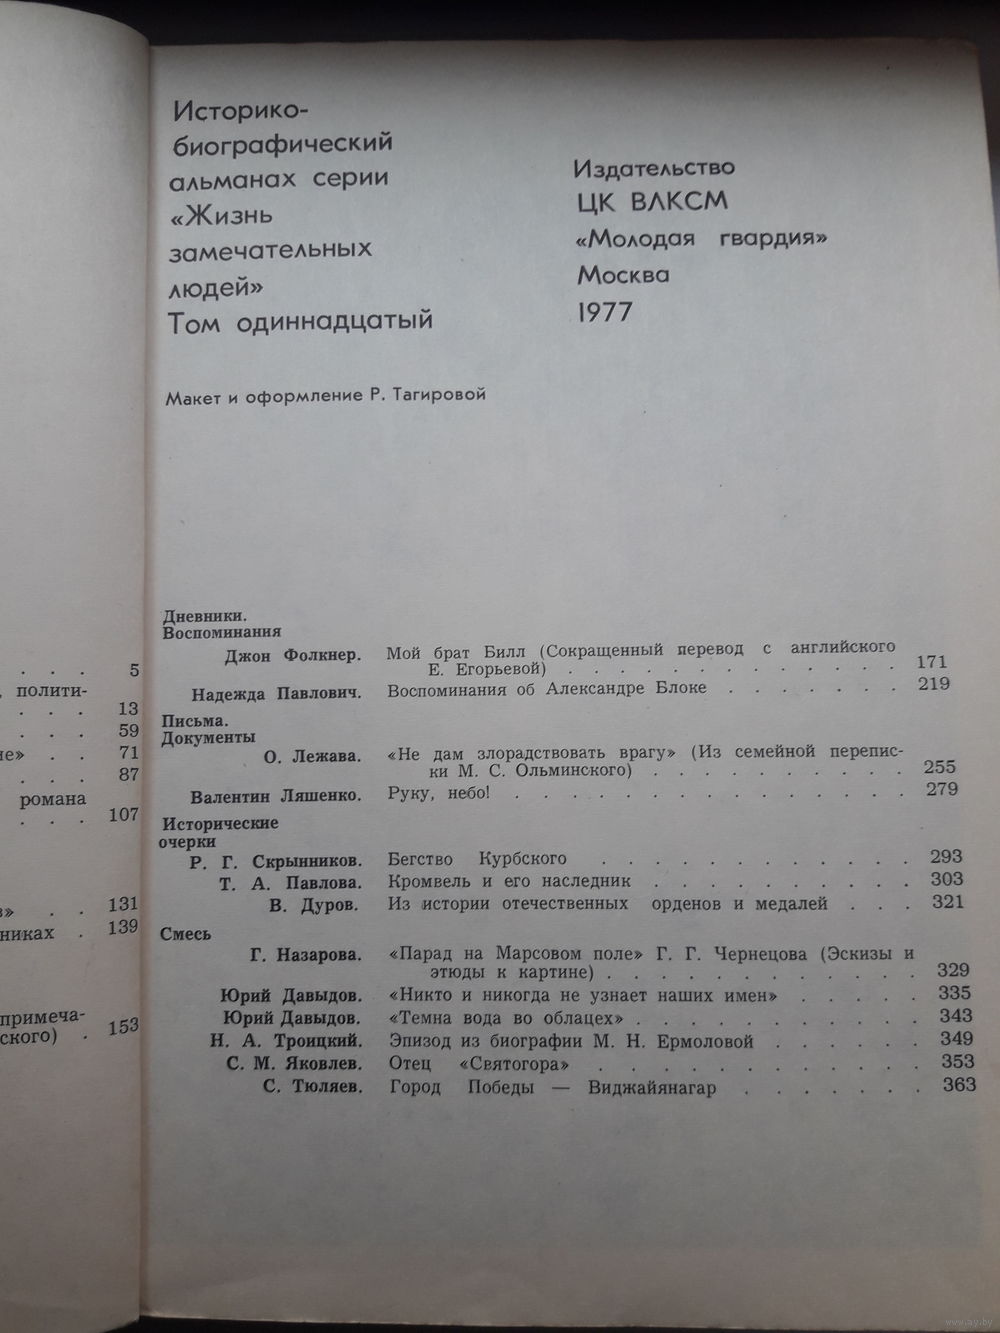 5
, полити-
13
59
71
87
романа
107
131
никах . 139
примеча-
ского) . 153
Историко-
биографический
альманах серии
«Жизнь
замечательных
людей»
Том одиннадцатый
Издательство
ЦК ВЛКСМ
«Молодая гвардия»
Москва
1977
Макет и оформление Р. Тагировой
Дневники.
Воспоминания
Джон Фолкнер. Мой брат Билл (Сокращенный перевод с английского
Е. Егорьевой) . . . . . . . . . . . . 171
Надежда Павлович. Воспоминания об Александре Блоке . . . . . . . 219
Письма.
Документы
О. Лежава. «Не дам злорадствовать врагу» (Из семейной переписки
ки М. С. Ольминского) . . . . . . . . . . 255
Валентин Ляшенко. Руку, небо! . . . . . . . . . . . . . . . 279
Исторические
очерки
Р. Г. Скрынников. Бегство Курбского . . . . . . . . . . . . 293
Т. А. Павлова. Кромвель и его наследник . . . . . . . . . . 303
В. Дуров. Из истории отечественных орденов и медалей . . . 321
Смесь
Г. Назарова. «Парад на Марсовом поле» Г. Г. Чернецова (Эскизы и
этюды к картине) . . . . . . . . . . . . 329
Юрий Давыдов. «Никто и никогда не узнает наших имен» . . . . . 335
Юрий Давыдов. «Темна вода во облацех» . . . . . . . . . . . 343
Н. А. Троицкий. Эпизод из биографии М. Н. Ермоловой . . . . . . 349
С. М. Яковлев. Отец «Святогора» . . . . . . . . . . . . 353
С. Тюляев. Город Победы — Виджайянагар . . . . . . . 363
www.ay.by